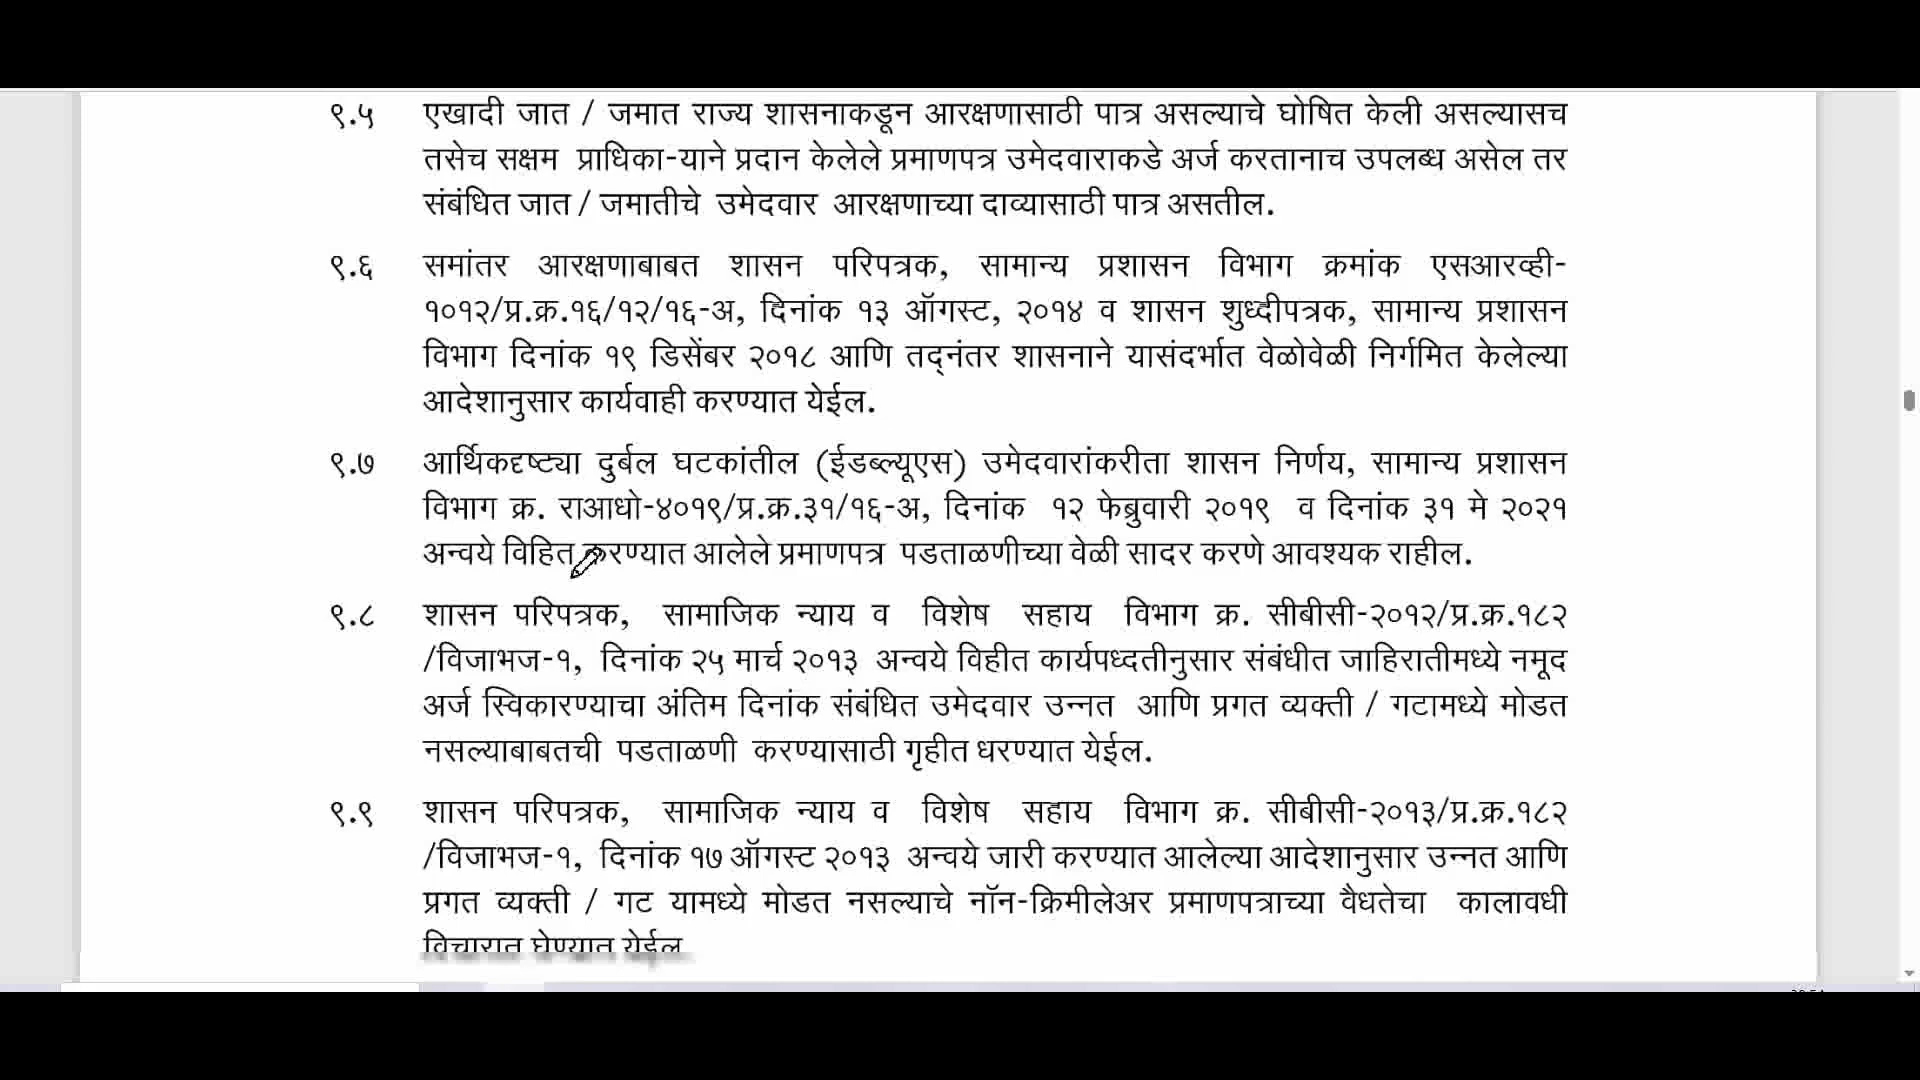 ९.५ एखादी जात / जमात राज्य शासनाकडून आरक्षणासाठी पात्र असल्याचे घोषित केली असल्यासच
तसेच सक्षम प्राधिका-याने प्रदान केलेले प्रमाणपत्र उमेदवाराकडे अर्ज करतानाच उपलब्ध असेल तर
संबंधित जात / जमातीचे उमेदवार आरक्षणाच्या दाव्यासाठी पात्र असतील.
९.६ समांतर आरक्षणाबाबत शासन परिपत्रक, सामान्य प्रशासन विभाग क्रमांक एसआरव्ही-
१०१२/प्र.क्र.१६/१२/१६-अ, दिनांक १३ ऑगस्ट, २०१४ व शासन शुध्दीपत्रक, सामान्य प्रशासन
विभाग दिनांक १९ डिसेंबर २०१८ आणि तद्नंतर शासनाने यासंदर्भात वेळोवेळी निर्गमित केलेल्या
आदेशानुसार कार्यवाही करण्यात येईल.
९.७ आर्थिकदृष्ट्या दुर्बल घटकांतील (ईडब्ल्यूएस) उमेदवारांकरीता शासन निर्णय, सामान्य प्रशासन
विभाग क्र. राआधो-४०१९/प्र.क्र.३१/१६-अ, दिनांक १२ फेब्रुवारी २०१९ व दिनांक ३१ मे २०२१
अन्वये विहित करण्यात आलेले प्रमाणपत्र पडताळणीच्या वेळी सादर करणे आवश्यक राहील.
९.८ शासन परिपत्रक, सामाजिक न्याय व विशेष सहाय विभाग क्र. सीबीसी-२०१२/प्र.क्र.१८२
/विजाभज-१, दिनांक २५ मार्च २०१३ अन्वये विहीत कार्यपध्दतीनुसार संबंधीत जाहिरातीमध्ये नमूद
अर्ज स्विकारण्याचा अंतिम दिनांक संबंधित उमेदवार उन्नत आणि प्रगत व्यक्ती / गटामध्ये मोडत
नसल्याबाबतची पडताळणी करण्यासाठी गृहीत धरण्यात येईल.
९.९ शासन परिपत्रक, सामाजिक न्याय व विशेष सहाय विभाग क्र. सीबीसी-२०१३/प्र.क्र.१८२
/विजाभज-१, दिनांक १७ ऑगस्ट २०१३ अन्वये जारी करण्यात आलेल्या आदेशानुसार उन्नत आणि
प्रगत व्यक्ती / गट यामध्ये मोडत नसल्याचे नॉन-क्रिमीलेअर प्रमाणपत्राच्या वैधतेचा कालावधी
विचारात घेण्यात येईल.